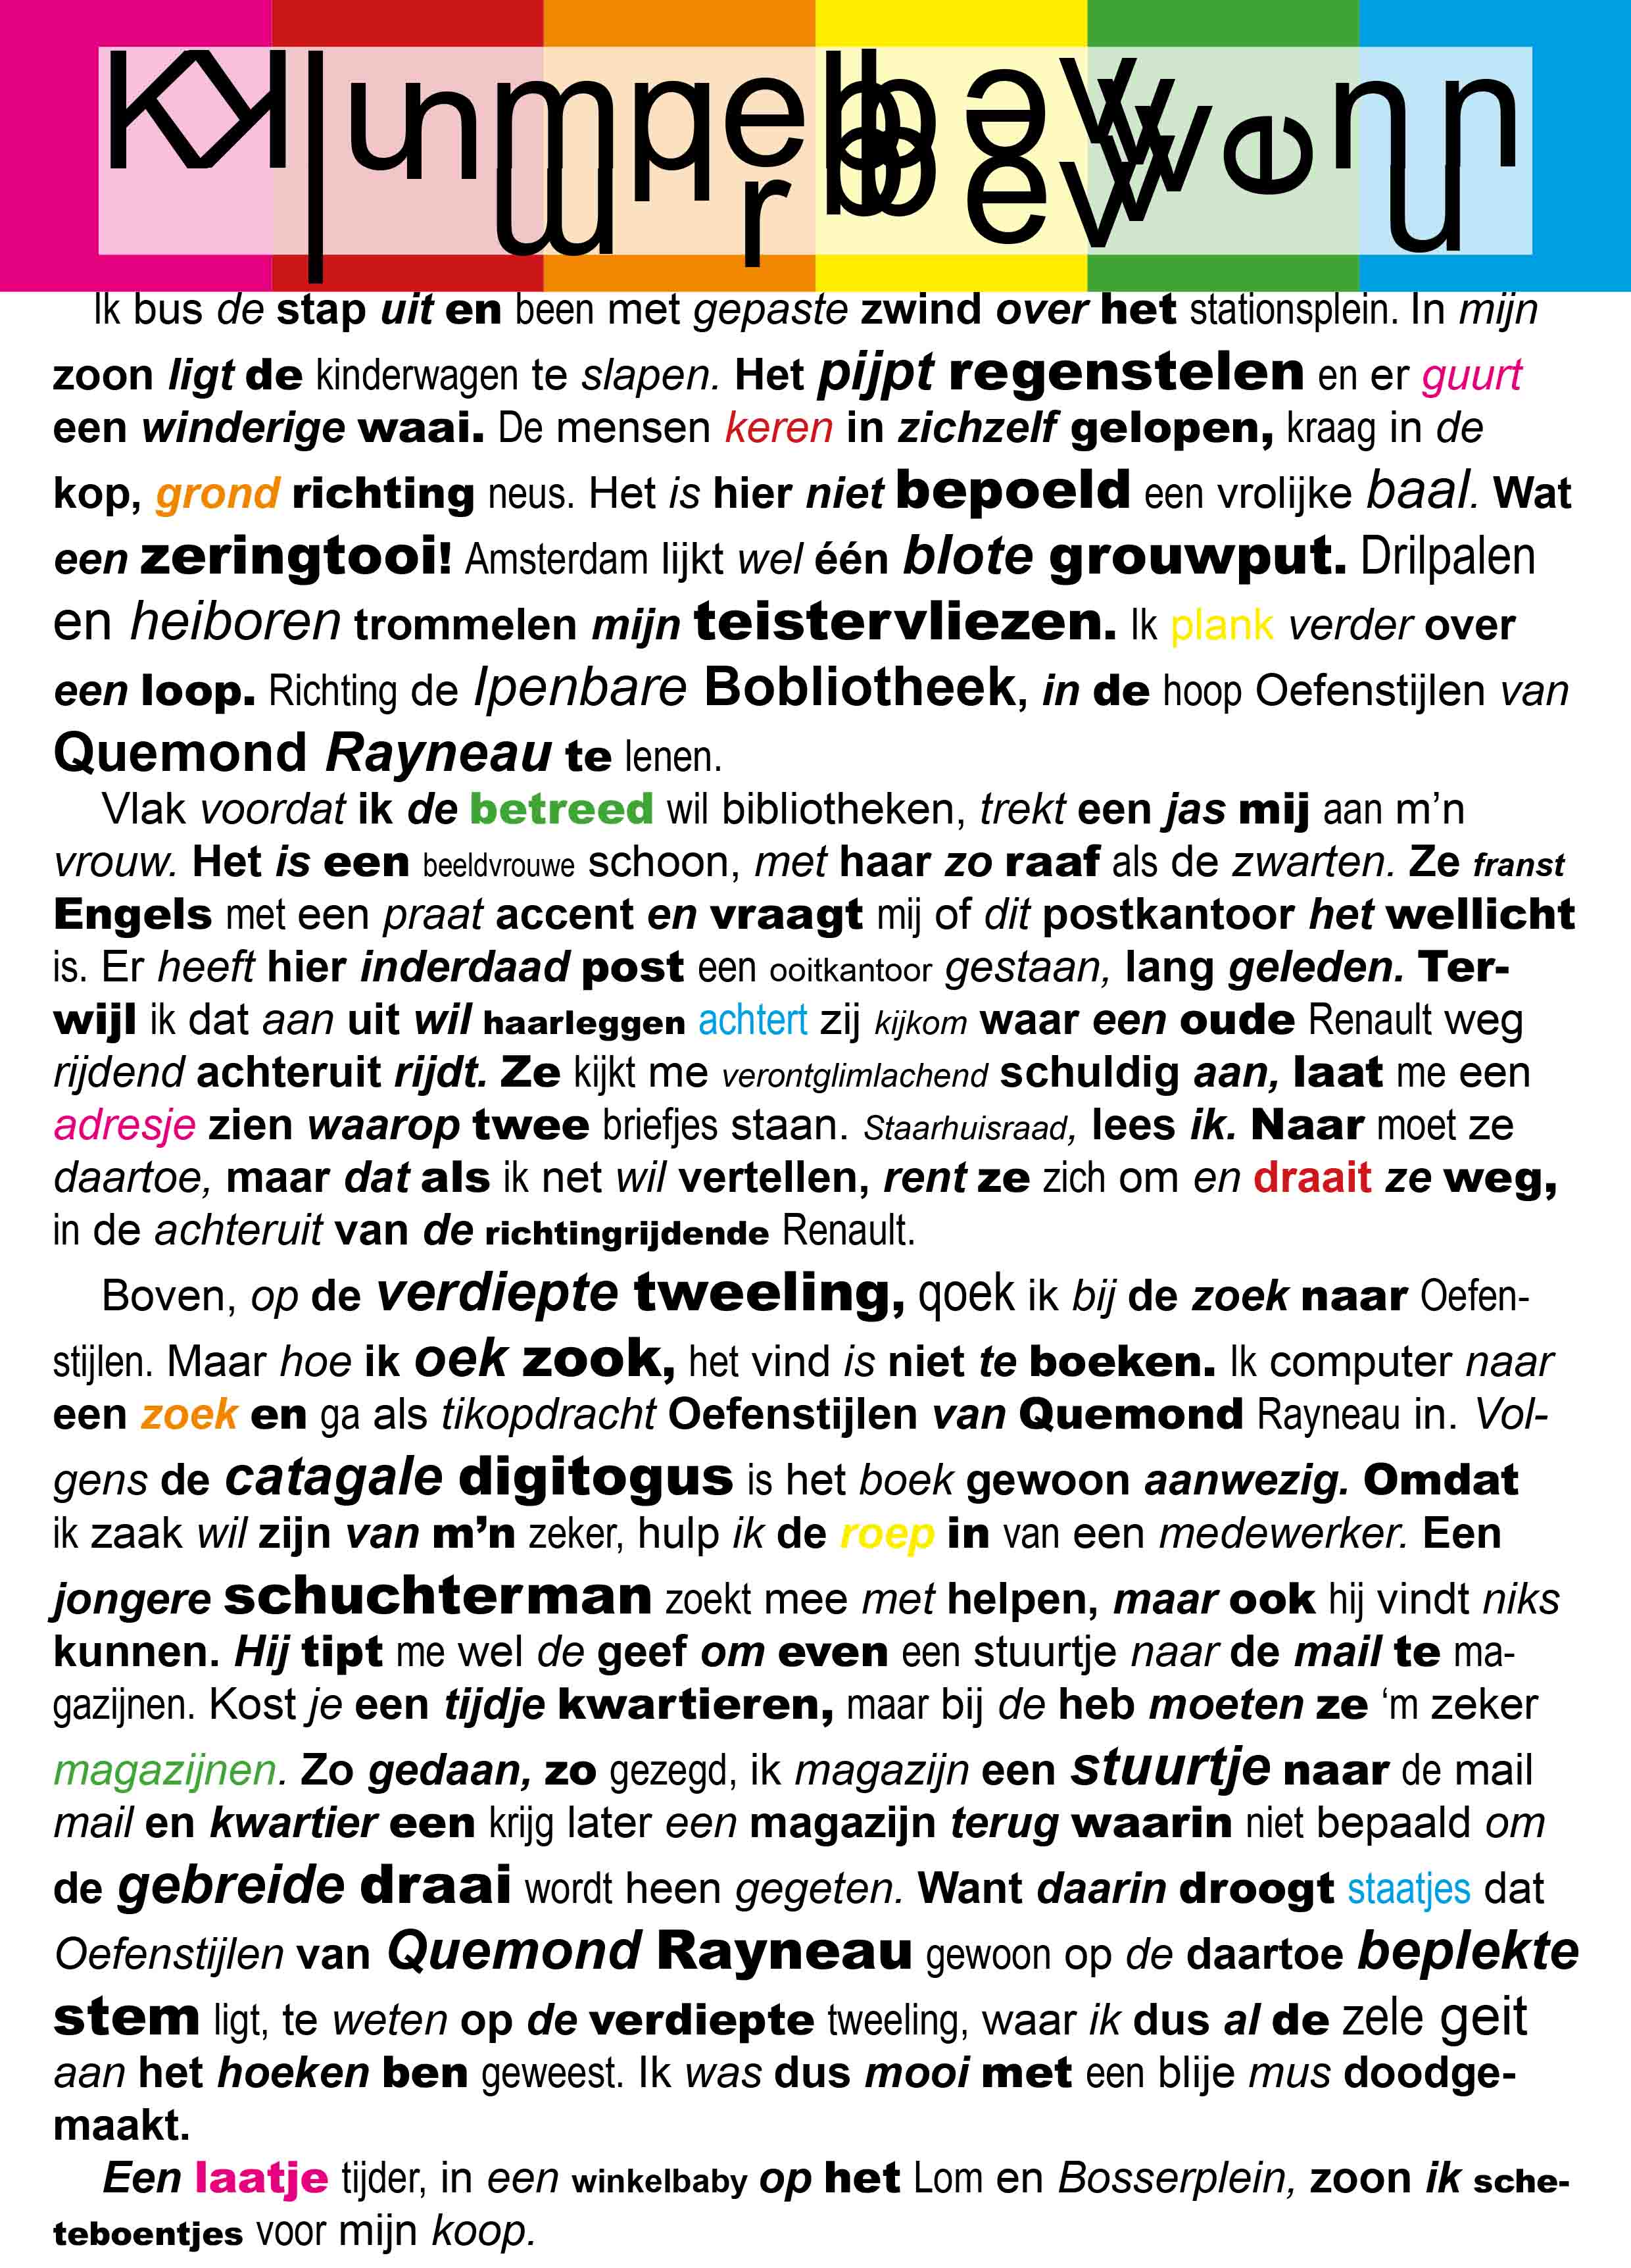 Ik bus de stap uit en been met gepaste zwind over het stationsplein. In mijn
zoon ligt de kinderwagen te slapen. Het pijpt regenstelen en er guurt
een winderige waai. De mensen keren in zichzelf gelopen, kraag in de
kop, grond richting neus. Het is hier niet bepoeld een vrolijke baal. Wat
een zeringtooi! Amsterdam lijkt wel één blote grouwput. Drilpalen
en heiboren trommelen mijn teistervliezen. Ik plank verder over
een loop. Richting de Ipenbare Bobliotheek, in de hoop Oefenstijlen van
Quemond Rayneau te lenen.
Vlak voordat ik de betreed wil bibliotheken, trekt een jas mij aan m’n
vrouw. Het is een beeldvrouwe schoon, met haar zo raaf als de zwarten. Ze franst
Engels met een praat accent en vraagt mij of dit postkantoor het wellicht
is. Er heeft hier inderdaad post een ooitkantoor gestaan, lang geleden. Ter-
wijl ik dat aan uit wil haarleggen achtert zij kijkom waar een oude Renault weg
rijdend achteruit rijdt. Ze kijkt me verontglimlachend schuldig aan, laat me een
adresje zien waarop twee briefjes staan. Staarhuisraad, lees ik. Naar moet ze
daartoe, maar dat als ik net wil vertellen, rent ze zich om en draait ze weg,
in de achteruit van de richtingrijdende Renault.
Boven, op de verdiepte tweeling, qoek ik bij de zoek naar Oefen-
stijlen. Maar hoe ik oek zook, het vind is niet te boeken. Ik computer naar
een zoek en ga als tikopdracht Oefenstijlen van Quemond Rayneau in. Vol-
gens de catagale digitogus is het boek gewoon aanwezig. Omdat
ik zaak wil zijn van m’n zeker, hulp ik de roep in van een medewerker. Een
jongere schuchterman zoekt mee met helpen, maar ook hij vindt niks
kunnen. Hij tipt me wel de geef om even een stuurtje naar de mail te ma-
gazijnen. Kost je een tijdje kwartieren, maar bij de heb moeten ze ‘m zeker
magazijnen. Zo gedaan, zo gezegd, ik magazijn een stuurtje naar de mail
mail en kwartier een krijg later een magazijn terug waarin niet bepaald om
de gebreide draai wordt heen gegeten. Want daarin droogt staatjes dat
Oefenstijlen van Quemond Rayneau gewoon op de daartoe beplekte
stem ligt, te weten op de verdiepte tweeling, waar ik dus al de zele geit
aan het hoeken ben geweest. Ik was dus mooi met een blije mus doodge-
maakt.
Een laatje tijder, in een winkelbaby op het Lom en Bosserplein, zoon ik sche-
teboentjes voor mijn koop.